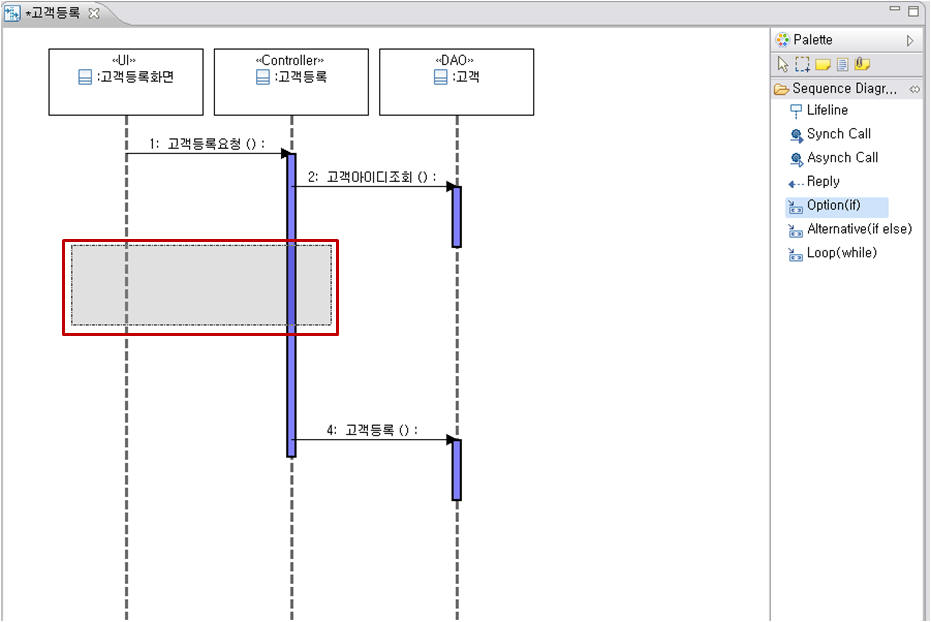 *고객등록
«UI»
:고객등록화면
«Controller»
:고객등록
«DAO»
:고객
1: 고객등록요청 () :
2: 고객아이디조회 () :
4: 고객등록 () :
Palette
Sequence Diagr...
Lifeline
Synch Call
Asynch Call
Reply
Option(if)
Alternative(if else)
Loop(while)